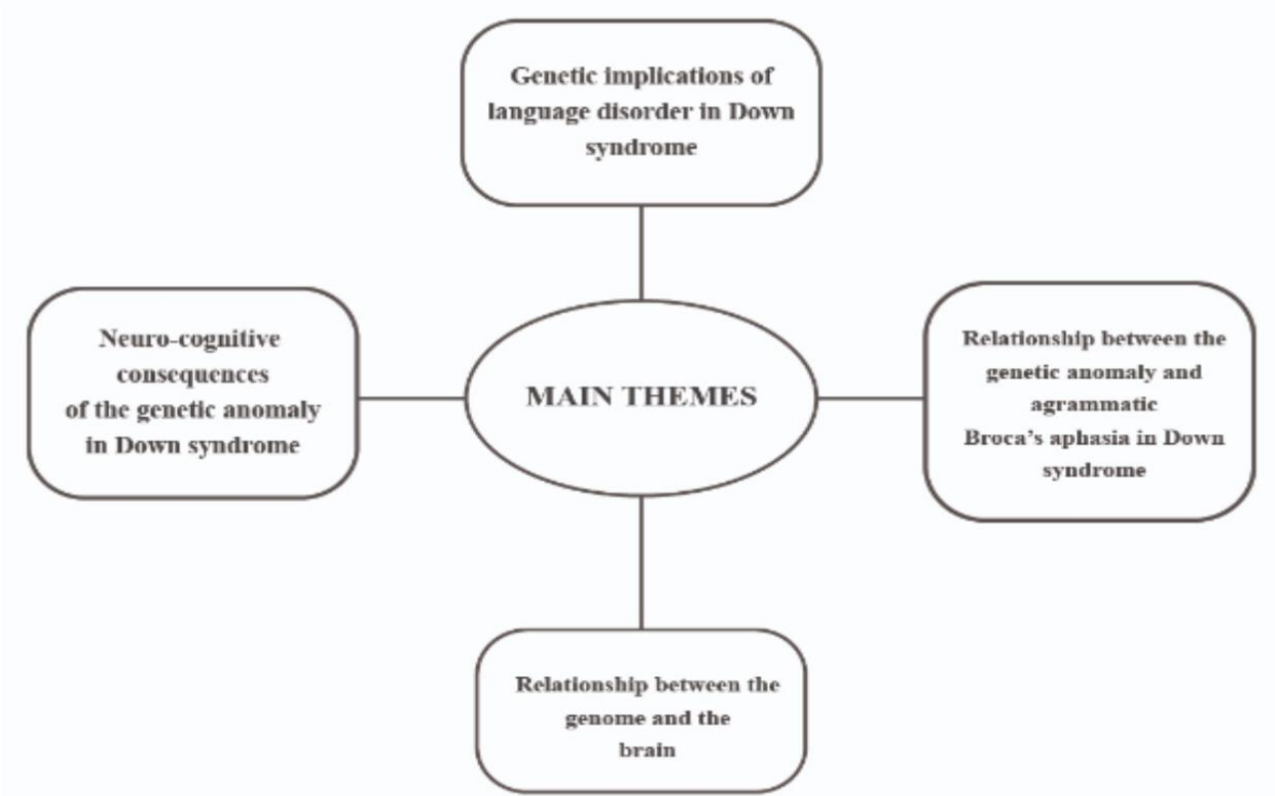 Genetic implications of
language disorder in Down
syndrome
Neuro-cognitive
consequences
of the genetic anomaly
in Down syndrome
MAIN THEMES
Relationship between the
genetic anomaly and
agrammatic
Broca's aphasia in Down
syndrome
Relationship between the
genome and the
brain